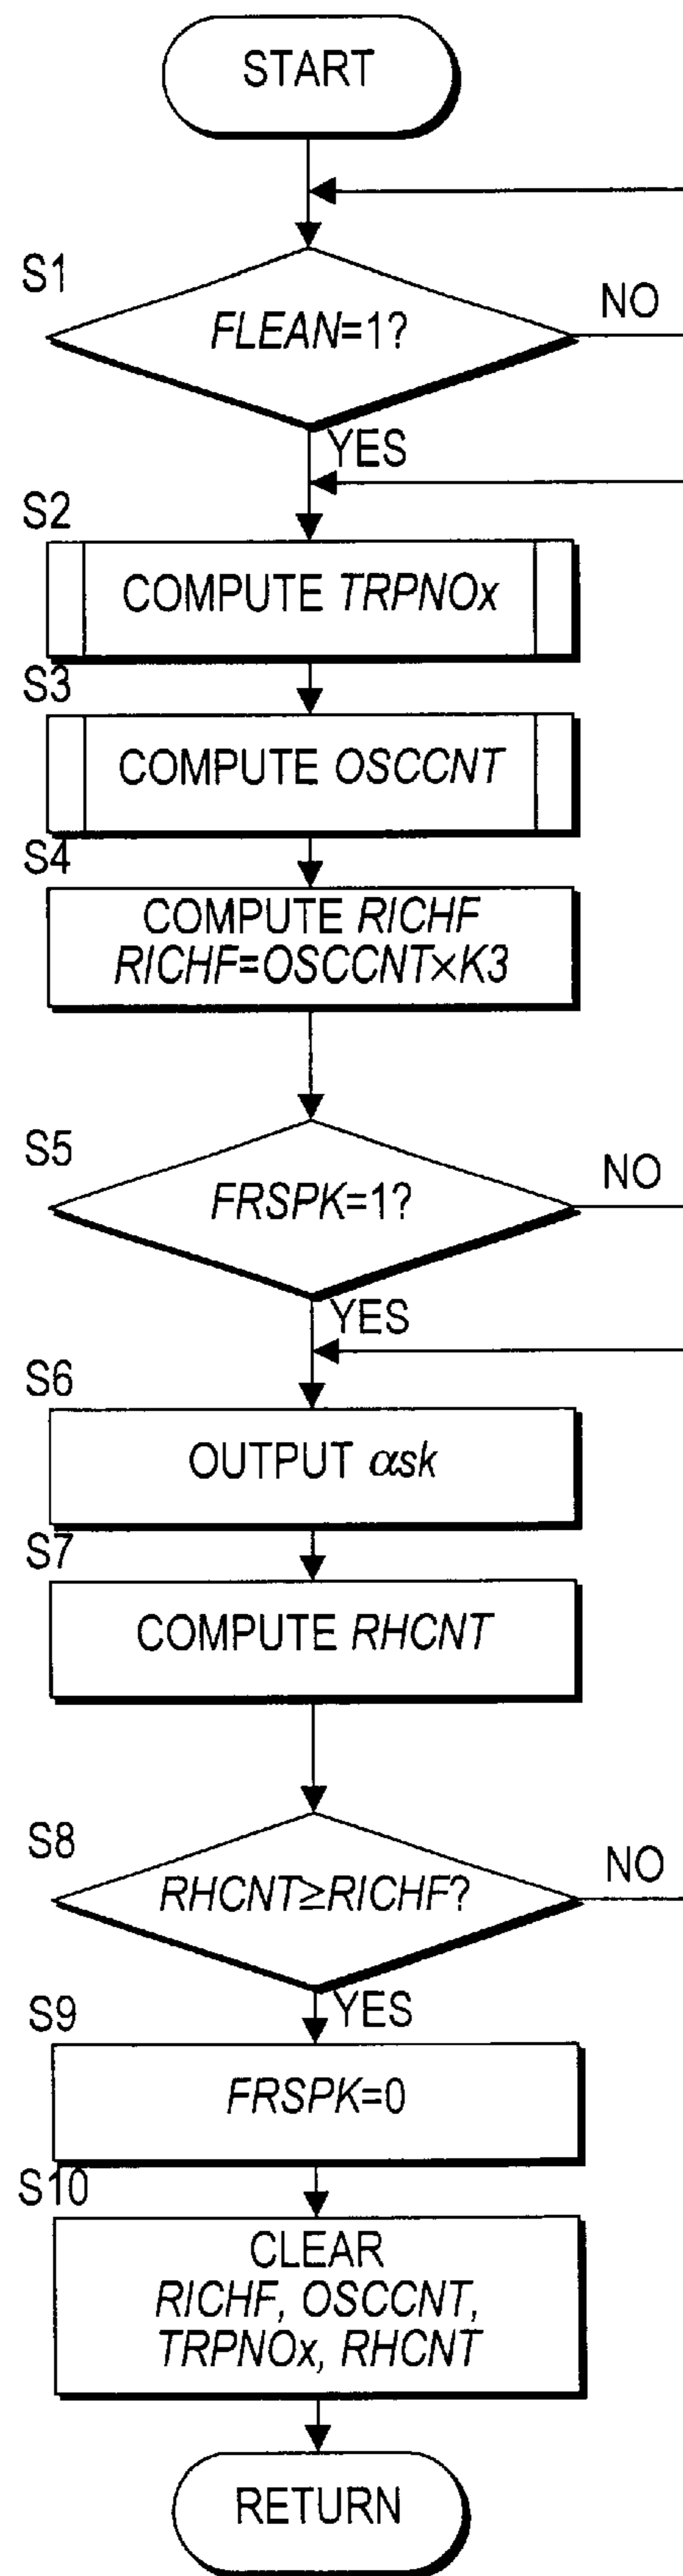 START
S1
FLEAN=1?
NO
YES
S2
COMPUTE TRPNOx
S3
COMPUTE OSCCNT
S4
COMPUTE RICHF
RICHF=OSCCNT×K3
S5
FRSPK=1?
NO
YES
S6
OUTPUT αsk
S7
COMPUTE RHCNT
S8
RHCNT≥RICHF?
NO
YES
S9
FRSPK=0
S10
CLEAR
RICHF, OSCCNT,
TRPNOx, RHCNT
RETURN